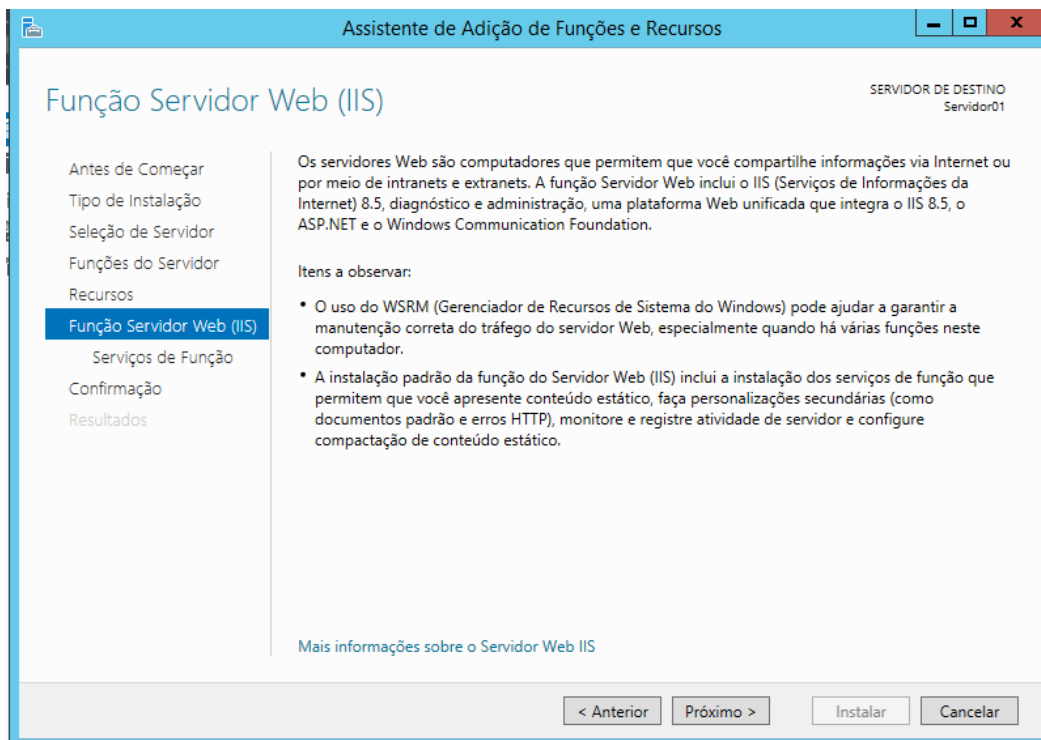 Assistente de Adição de Funções e Recursos
Função Servidor Web (IIS)
SERVIDOR DE DESTINO
Servidor01
Antes de Começar
Tipo de Instalação
Seleção de Servidor
Funções do Servidor
Recursos
Função Servidor Web (IIS)
Serviços de Função
Confirmação
Resultados
Os servidores Web são computadores que permitem que você compartilhe informações via Internet ou
por meio de intranets e extranets. A função Servidor Web inclui o IIS (Serviços de Informações da
Internet) 8.5, diagnóstico e administração, uma plataforma Web unificada que integra o IIS 8.5, o
ASP.NET e o Windows Communication Foundation.
Itens a observar:
• O uso do WSRM (Gerenciador de Recursos de Sistema do Windows) pode ajudar a garantir a
manutenção correta do tráfego do servidor Web, especialmente quando há várias funções neste
computador.
• A instalação padrão da função do Servidor Web (IIS) inclui a instalação dos serviços de função que
permitem que você apresente conteúdo estático, faça personalizações secundárias (como
documentos padrão e erros HTTP), monitore e registre atividade de servidor e configure
compactação de conteúdo estático.
Mais informações sobre o Servidor Web IIS
< Anterior
Próximo >
Instalar
Cancelar